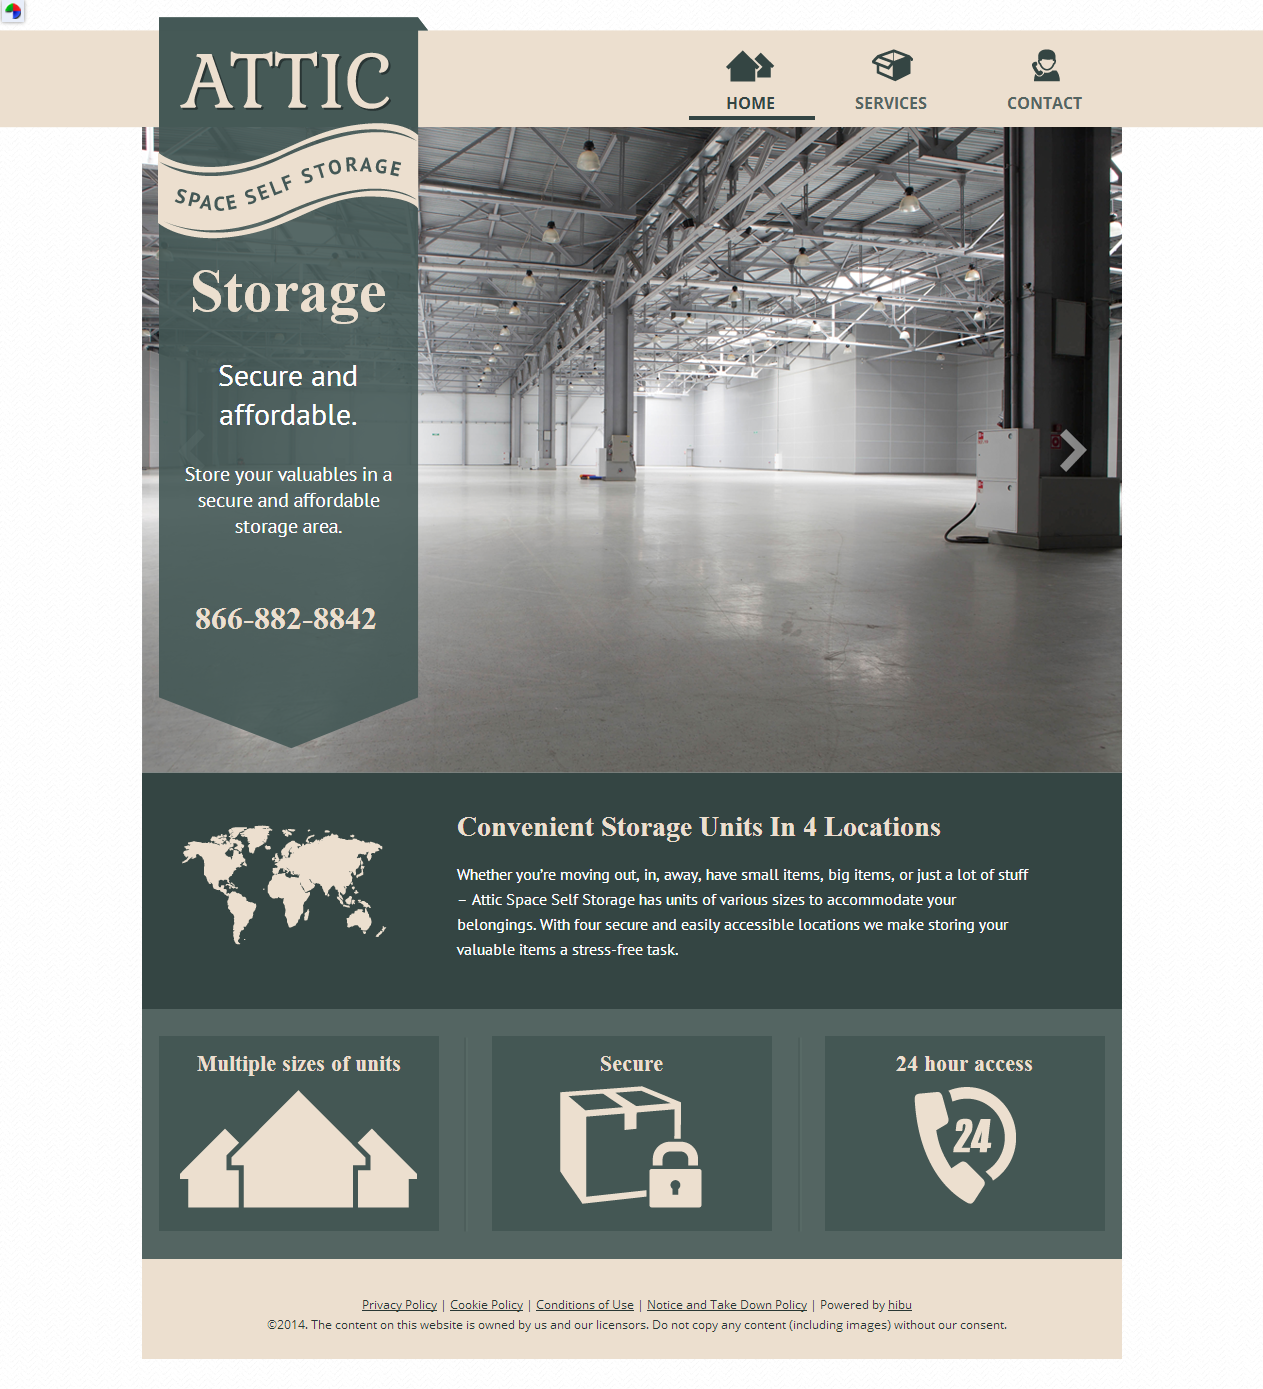 ATTIC
SPACE SELF STORAGE
HOME
SERVICES
CONTACT
Storage
Secure and
affordable.
Store your valuables in a
secure and affordable
storage area.
866-882-8842
Convenient Storage Units In 4 Locations
Whether you’re moving out, in, away, have small items, big items, or just a lot of stuff
– Attic Space Self Storage has units of various sizes to accommodate your
belongings. With four secure and easily accessible locations we make storing your
valuable items a stress-free task.
Multiple sizes of units
Secure
24 hour access
24
Privacy Policy | Cookie Policy | Conditions of Use | Notice and Take Down Policy | Powered by hibu
©2014. The content on this website is owned by us and our licensors. Do not copy any content (including images) without our consent.